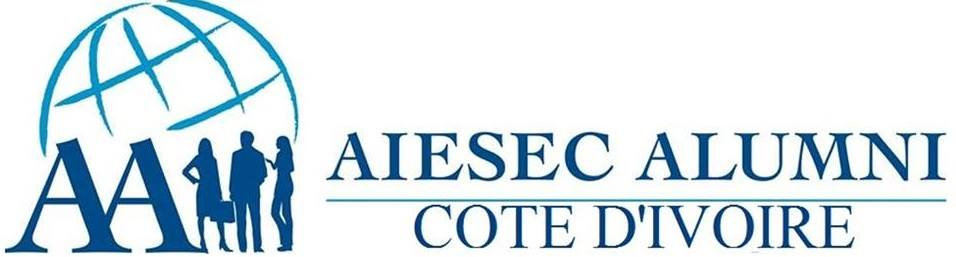 AA
AIESEC ALUMNI
COTE D'IVOIRE